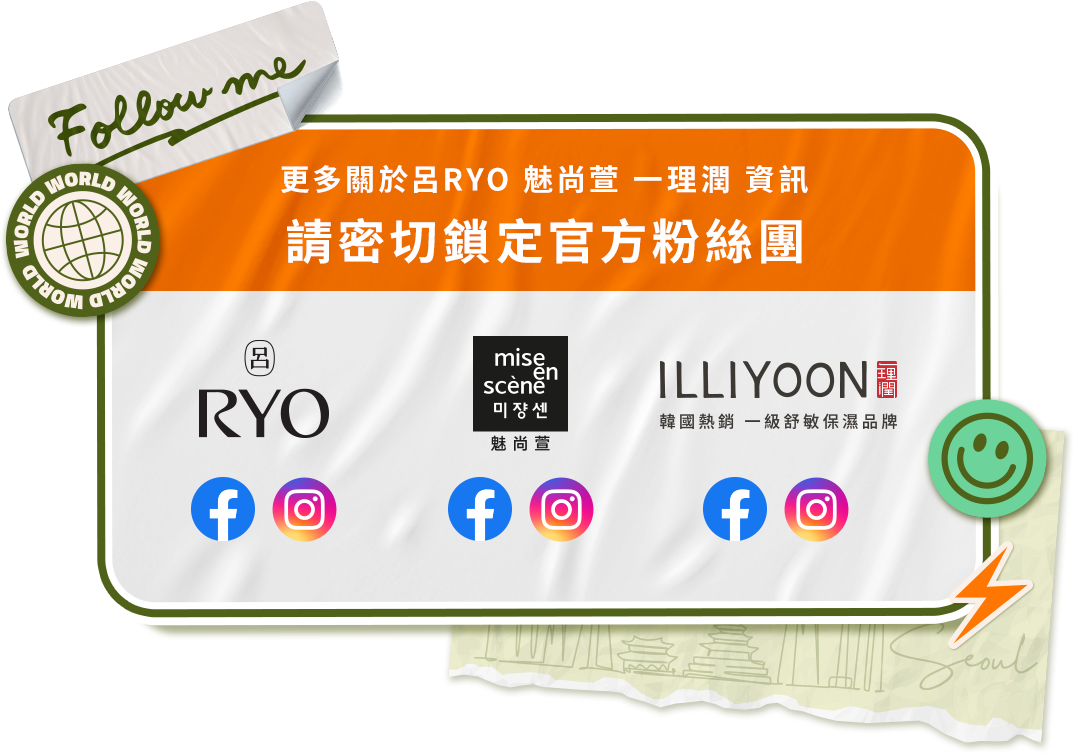 Follow me
WORLD WORLD WORLD WORLD WORLD WORLD
更多關於呂RYO 魅尚萱 一理潤 資訊
請密切鎖定官方粉絲團
呂
RYO
mise
en
scène
미쟝센
魅尚萱
ILLIYOON 一理潤
韓國熱銷 一級舒敏保濕品牌
Seoul